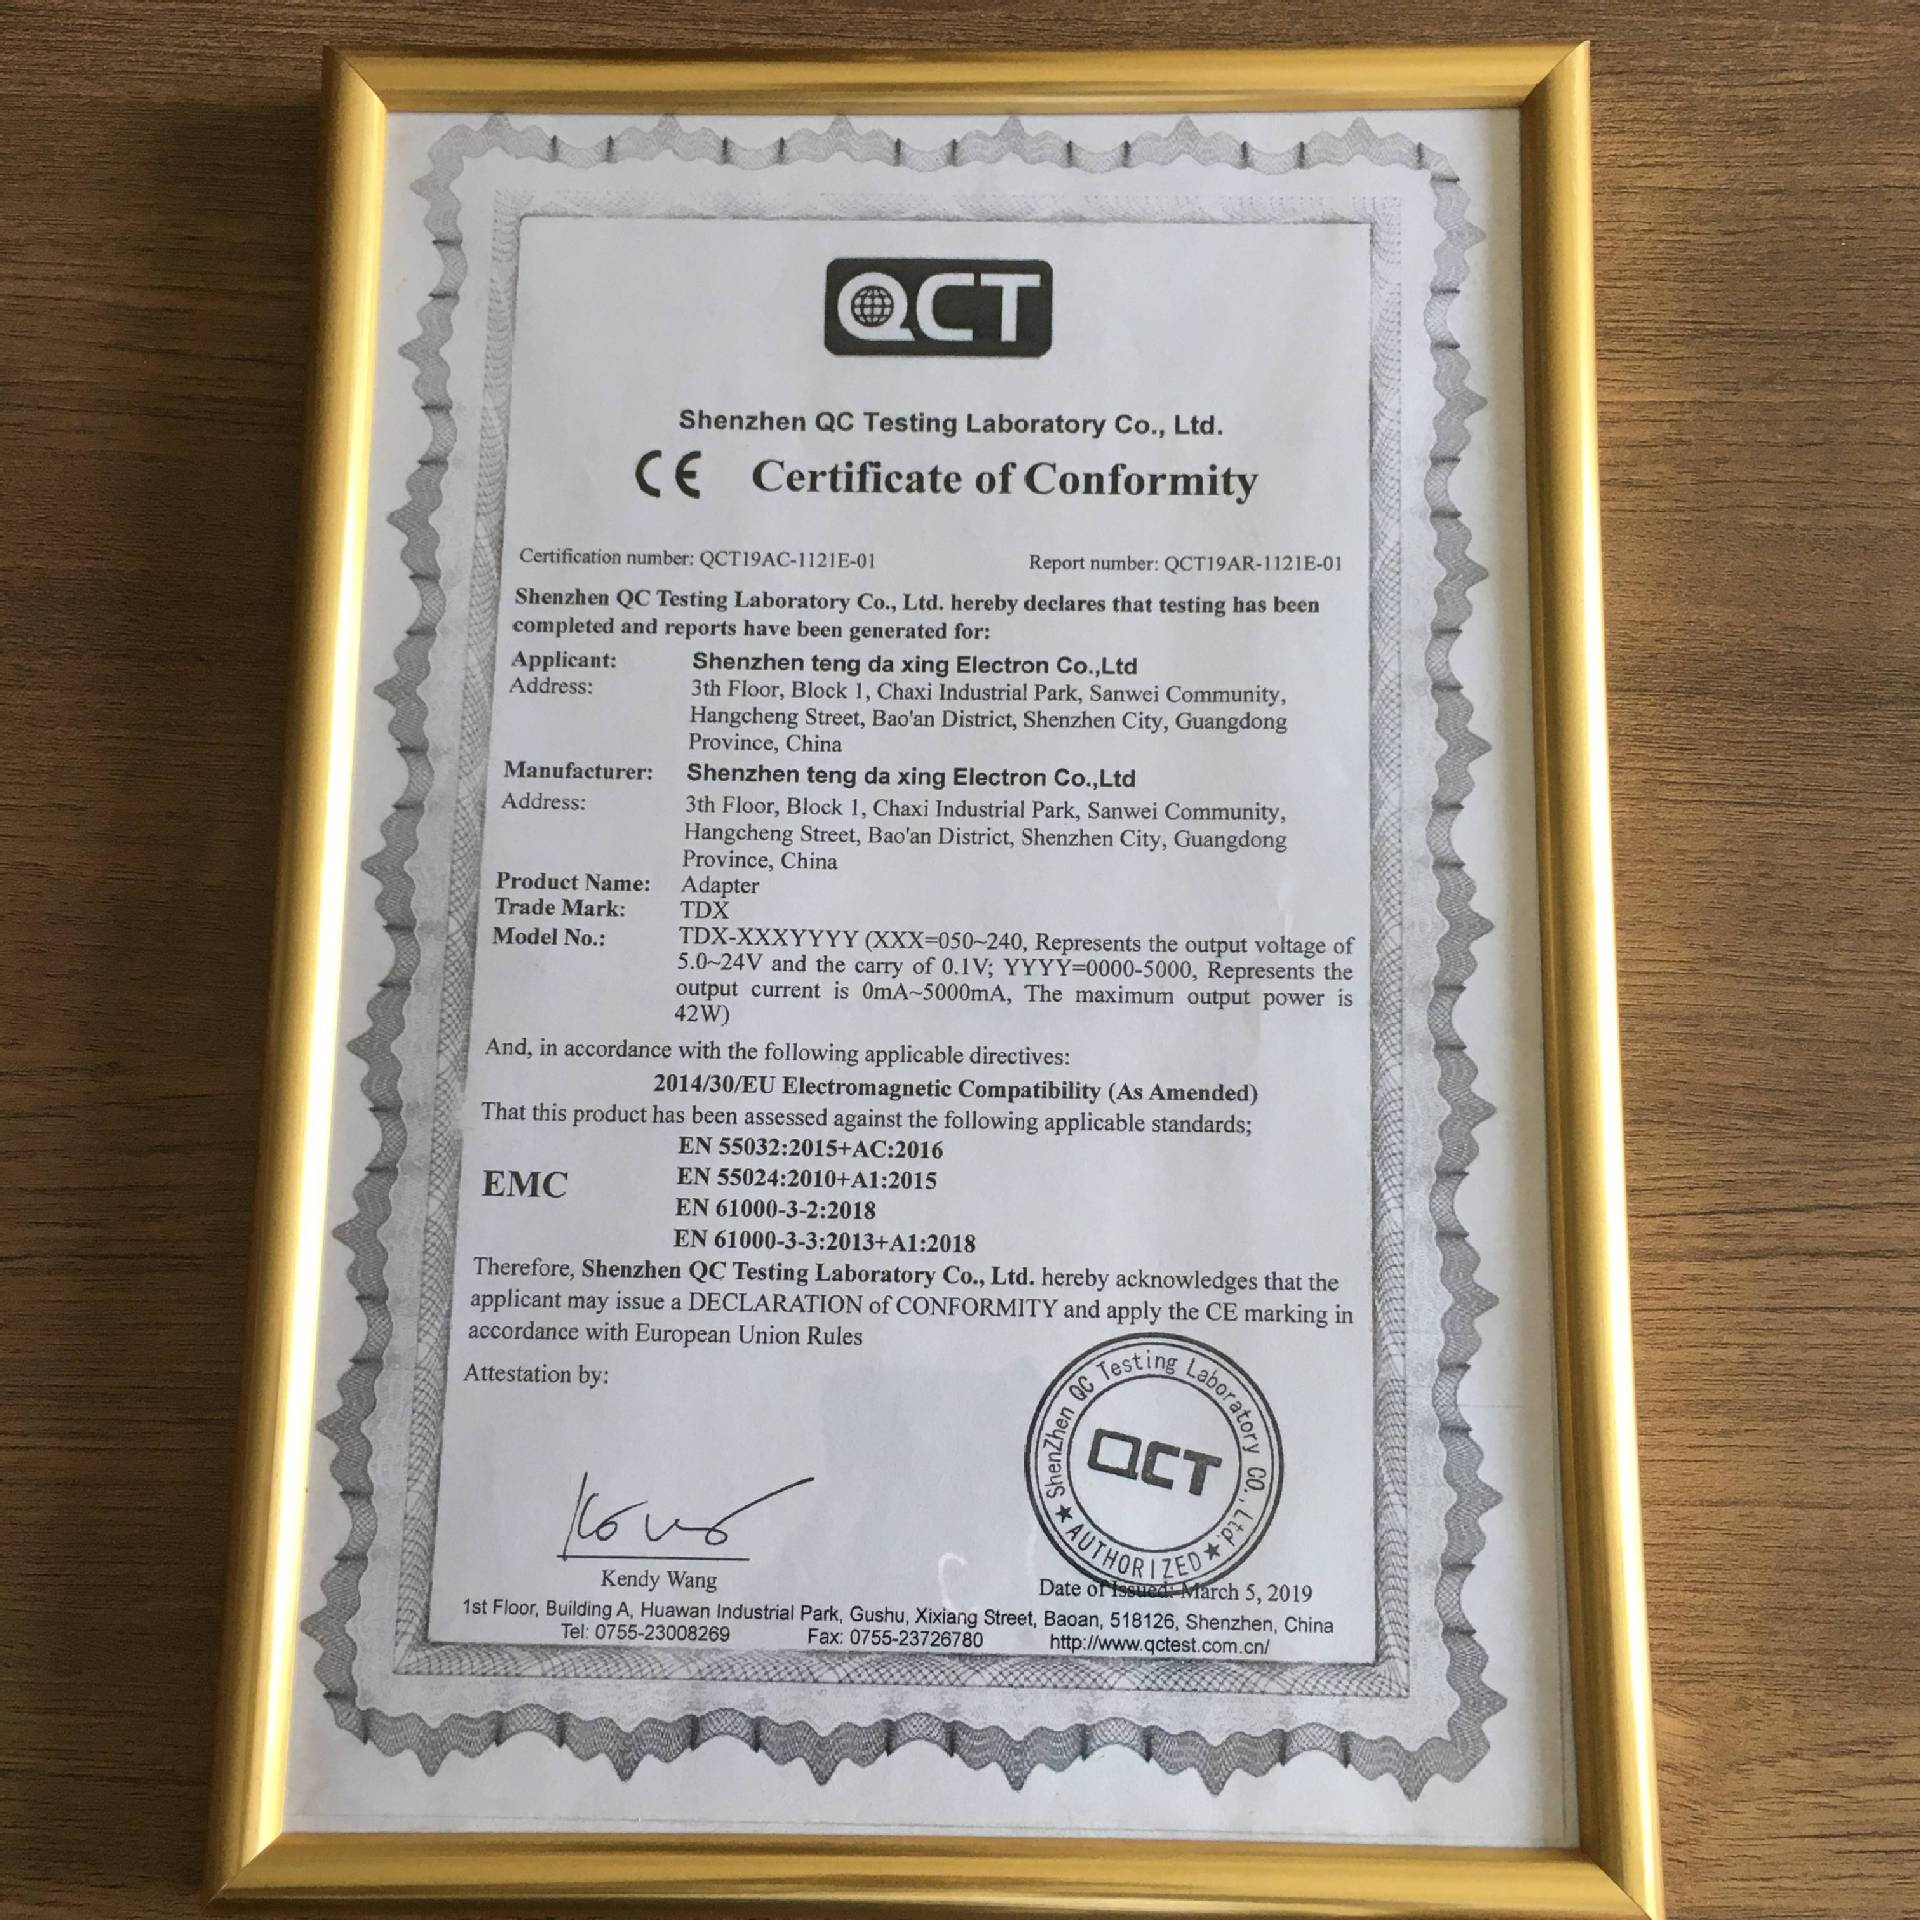 QCT
Shenzhen QC Testing Laboratory Co., Ltd.
CE Certificate of Conformity
Certification number: QCT19AC-1121E-01 Report number: QCT19AR-1121E-01
Shenzhen QC Testing Laboratory Co., Ltd. hereby declares that testing has been
completed and reports have been generated for:
Applicant: Shenzhen teng da xing Electron Co.,Ltd
Address: 3th Floor, Block 1, Chaxi Industrial Park, Sanwei Community,
Hangcheng Street, Bao'an District, Shenzhen City, Guangdong
Province, China
Manufacturer: Shenzhen teng da xing Electron Co.,Ltd
Address: 3th Floor, Block 1, Chaxi Industrial Park, Sanwei Community,
Hangcheng Street, Bao'an District, Shenzhen City, Guangdong
Province, China
Product Name: Adapter
Trade Mark: TDX
Model No.: TDX-XXXYYYY (XXX=050~240, Represents the output voltage of
5.0~24V and the carry of 0.1V; YYYY=0000-5000, Represents the
output current is 0mA~5000mA, The maximum output power is
42W)
And, in accordance with the following applicable directives:
2014/30/EU Electromagnetic Compatibility (As Amended)
That this product has been assessed against the following applicable standards;
EN 55032:2015+AC:2016
EN 55024:2010+A1:2015
EMC
EN 61000-3-2:2018
EN 61000-3-3:2013+A1:2018
Therefore, Shenzhen QC Testing Laboratory Co., Ltd. hereby acknowledges that the
applicant may issue a DECLARATION of CONFORMITY and apply the CE marking in
accordance with European Union Rules
Attestation by:
ShenZhen QC Testing Laboratory CO., Ltd.
QCT
★ AUTHORIZED ★
Kendy Wang
Date of Issued: March 5, 2019
1st Floor, Building A, Huawan Industrial Park, Gushu, Xixiang Street, Baoan, 518126, Shenzhen, China
Tel: 0755-23008269 Fax: 0755-23726780 http://www.qctest.com.cn/